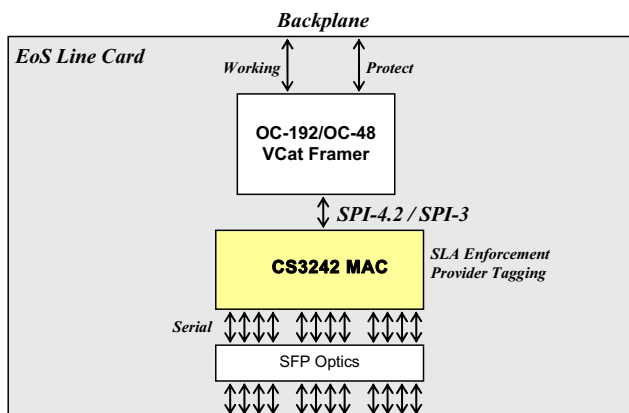 Backplane
EoS Line Card
Working
Protect
OC-192/OC-48
VCat Framer
SPI-4.2 / SPI-3
CS3242 MAC
SLA Enforcement
Provider Tagging
Serial
SFP Optics